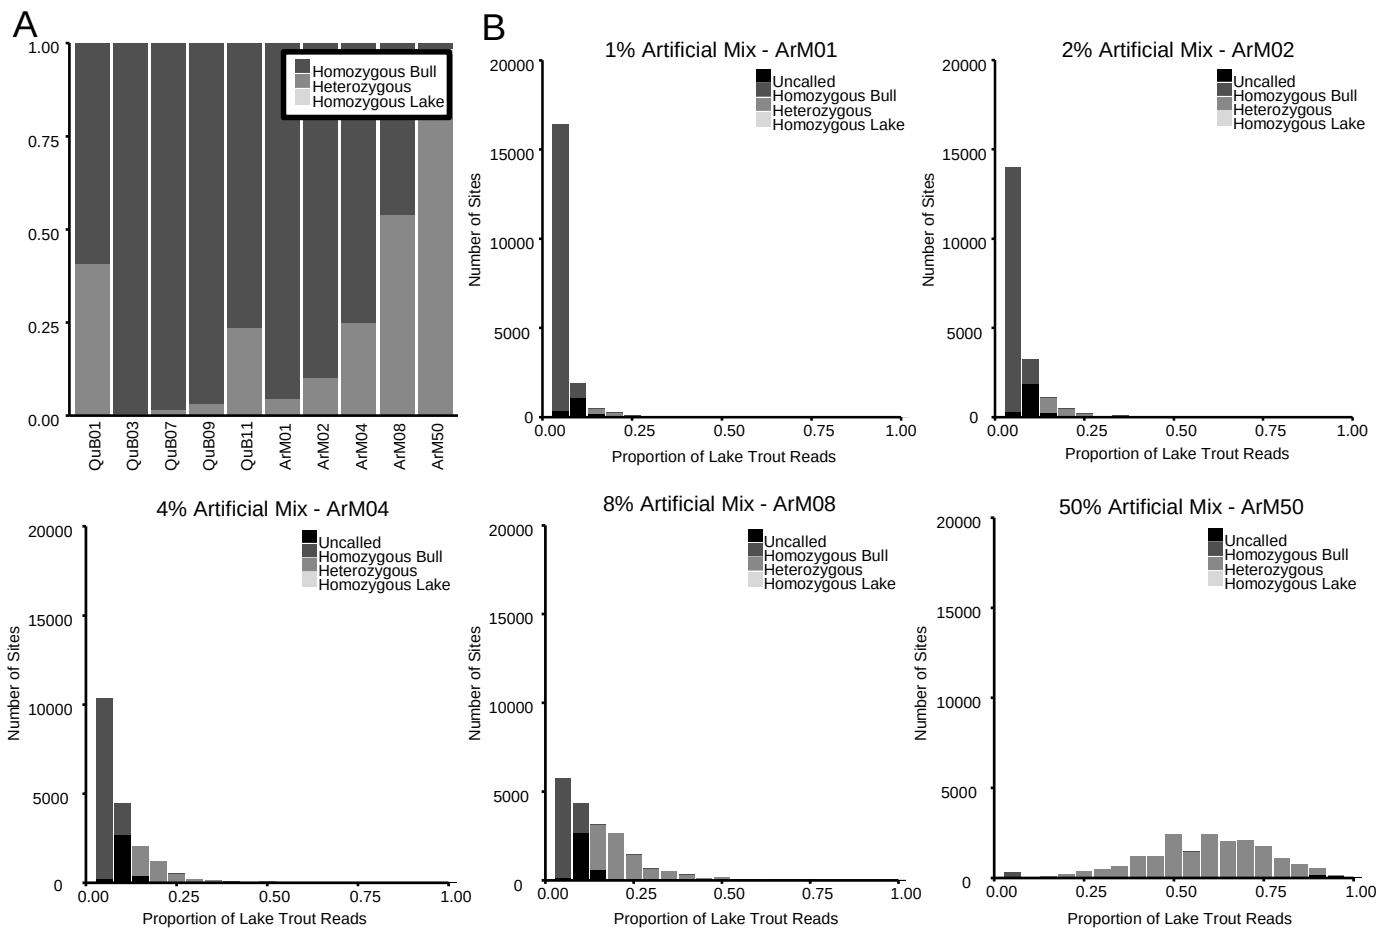 A
1.00
0.75
0.50
0.25
0.00
Homozygous Bull
Heterozygous
Homozygous Lake
QuB01
QuB03
QuB07
QuB09
QuB11
ArM01
ArM02
ArM04
ArM08
ArM50
B
1% Artificial Mix - ArM01
20000
15000
10000
5000
0
Number of Sites
Uncalled
Homozygous Bull
Heterozygous
Homozygous Lake
0.00 0.25 0.50 0.75 1.00
Proportion of Lake Trout Reads
2% Artificial Mix - ArM02
20000
15000
10000
5000
0
Number of Sites
Uncalled
Homozygous Bull
Heterozygous
Homozygous Lake
0.00 0.25 0.50 0.75 1.00
Proportion of Lake Trout Reads
4% Artificial Mix - ArM04
20000
15000
10000
5000
0
Number of Sites
Uncalled
Homozygous Bull
Heterozygous
Homozygous Lake
0.00 0.25 0.50 0.75 1.00
Proportion of Lake Trout Reads
8% Artificial Mix - ArM08
20000
15000
10000
5000
0
Number of Sites
Uncalled
Homozygous Bull
Heterozygous
Homozygous Lake
0.00 0.25 0.50 0.75 1.00
Proportion of Lake Trout Reads
50% Artificial Mix - ArM50
20000
15000
10000
5000
0
Number of Sites
Uncalled
Homozygous Bull
Heterozygous
Homozygous Lake
0.00 0.25 0.50 0.75 1.00
Proportion of Lake Trout Reads